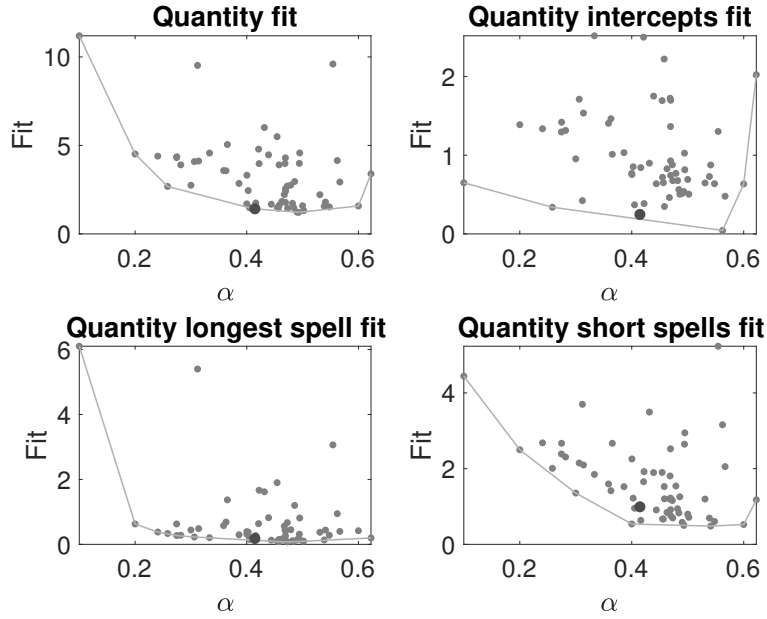 Quantity fit
10
5
0
Fit
0.2
0.4
0.6
α
Quantity intercepts fit
2
1
0
Fit
0.2
0.4
0.6
α
Quantity longest spell fit
6
4
2
0
Fit
0.2
0.4
0.6
α
Quantity short spells fit
4
2
0
Fit
0.2
0.4
0.6
α